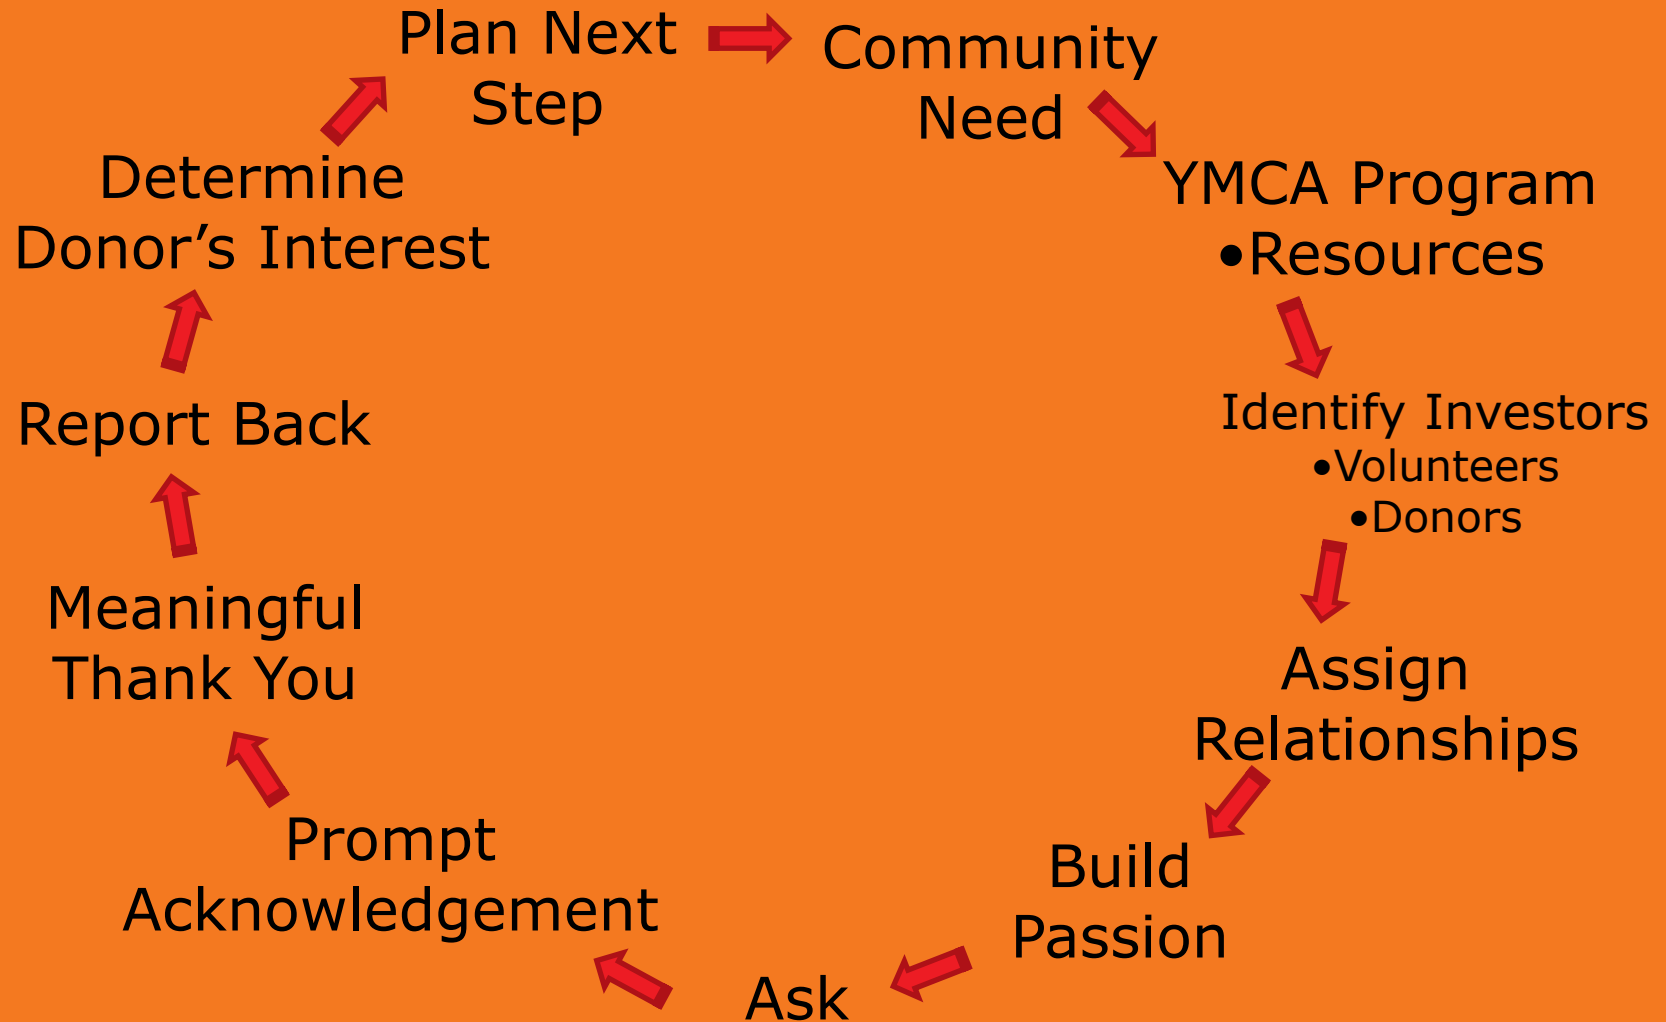 Plan Next
Step
Community
Need
YMCA Program
•Resources
Identify Investors
•Volunteers
•Donors
Assign
Relationships
Build
Passion
Ask
Prompt
Acknowledgement
Meaningful
Thank You
Report Back
Determine
Donor’s Interest